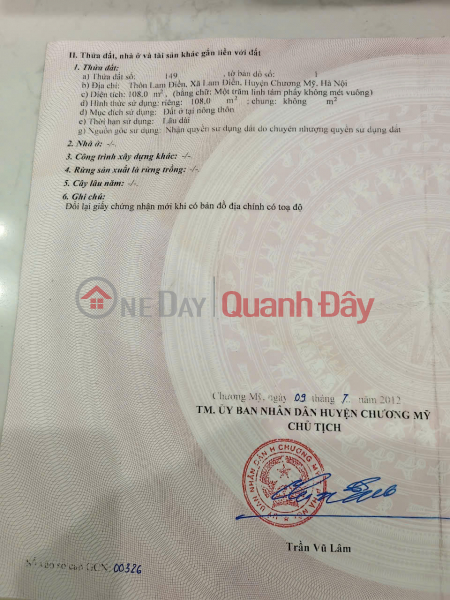 II. Thửa đất, nhà ở và tài sản khác gắn liền với đất
1. Thửa đất:
a) Thửa đất số: 149 , tờ bản đồ số: 1
b) Địa chỉ: Thôn Lam Điền, Xã Lam Điền, Huyện Chương Mỹ, Hà Nội
c) Diện tích: 108.0 m², (bằng chữ: Một trăm linh tám phẩy không mét vuông)
d) Hình thức sử dụng: riêng: 108.0 m²; chung: không m²
đ) Mục đích sử dụng: Đất ở tại nông thôn
e) Thời hạn sử dụng: Lâu dài
g) Nguồn gốc sử dụng: Nhận quyền sử dụng đất do chuyển nhượng quyền sử dụng đất
2. Nhà ở: -/-
3. Công trình xây dựng khác: -/-
4. Rừng sản xuất là rừng trồng: -/-
5. Cây lâu năm: -/-
6. Ghi chú:
Đổi lại giấy chứng nhận mới khi có bản đồ địa chính có toạ độ
ONEDAY Quanh Đây
Chương Mỹ, ngày 09 tháng 7 năm 2012
TM. ỦY BAN NHÂN DÂN HUYỆN CHƯƠNG MỸ
CHỦ TỊCH
Trần Vũ Lâm
GCN: 00326